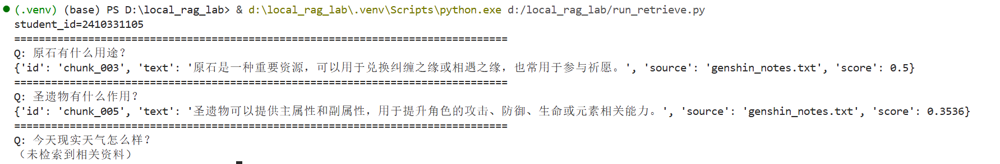 (.venv) (base) PS D:\local_rag_lab> & d:\local_rag_lab\.venv\Scripts\python.exe d:/local_rag_lab/run_retrieve.py
student_id=2410331105
================================================================================
Q: 原石有什么用途？
{'id': 'chunk_003', 'text': '原石是一种重要资源，可以用于兑换纠缠之缘或相遇之缘，也常用于参与祈愿。', 'source': 'genshin_notes.txt', 'score': 0.5}
================================================================================
Q: 圣遗物有什么作用？
{'id': 'chunk_005', 'text': '圣遗物可以提供主属性和副属性，用于提升角色的攻击、防御、生命或元素相关能力。', 'source': 'genshin_notes.txt', 'score': 0.3536}
================================================================================
Q: 今天现实天气怎么样？
（未检索到相关资料）